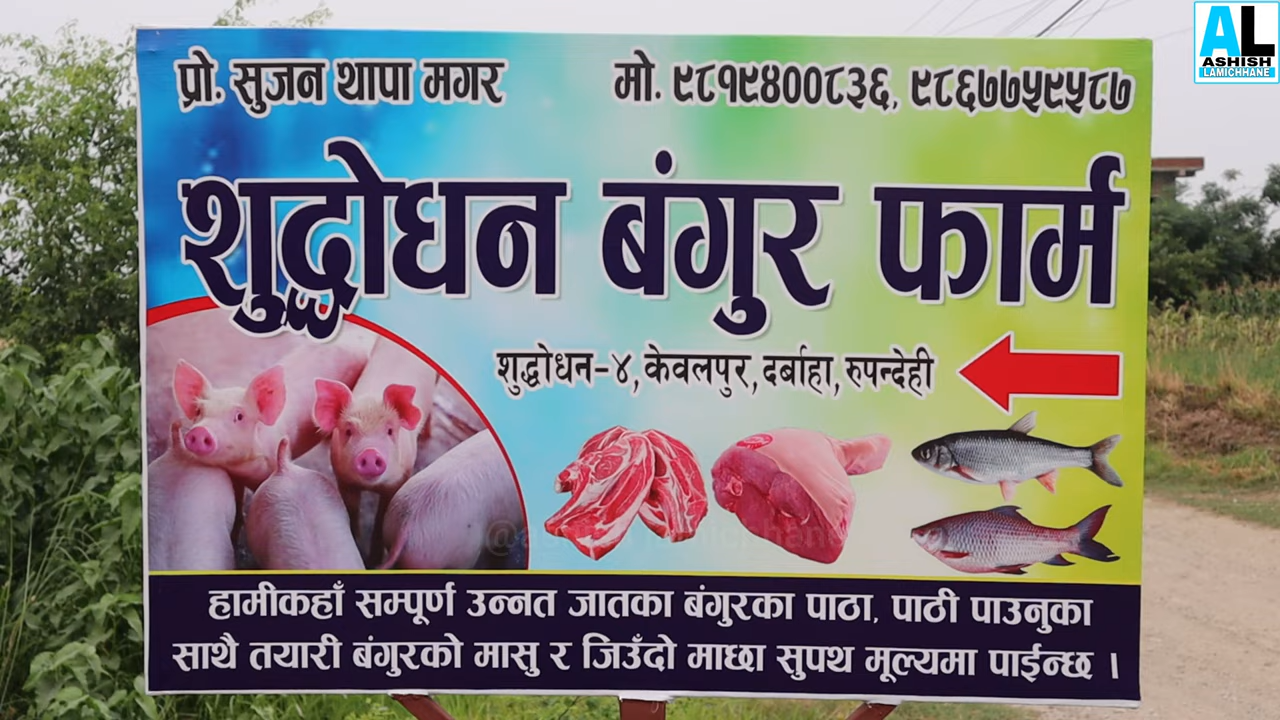 प्रो. सुजन थापा मगर मो. ९८१९४००८३६, ९८६७७५९५८७
शुद्धोधन बंगुर फार्म
शुद्धोधन-४, केवलपुर, दर्बाहा, रुपन्देही
हामीकहाँ सम्पूर्ण उन्नत जातका बंगुरका पाठा, पाठी पाउनुका
साथै तयारी बंगुरको मासु र जिउँदो माछा सुपथ मूल्यमा पाईन्छ ।
AL
ASHISH
LAMICHHANE